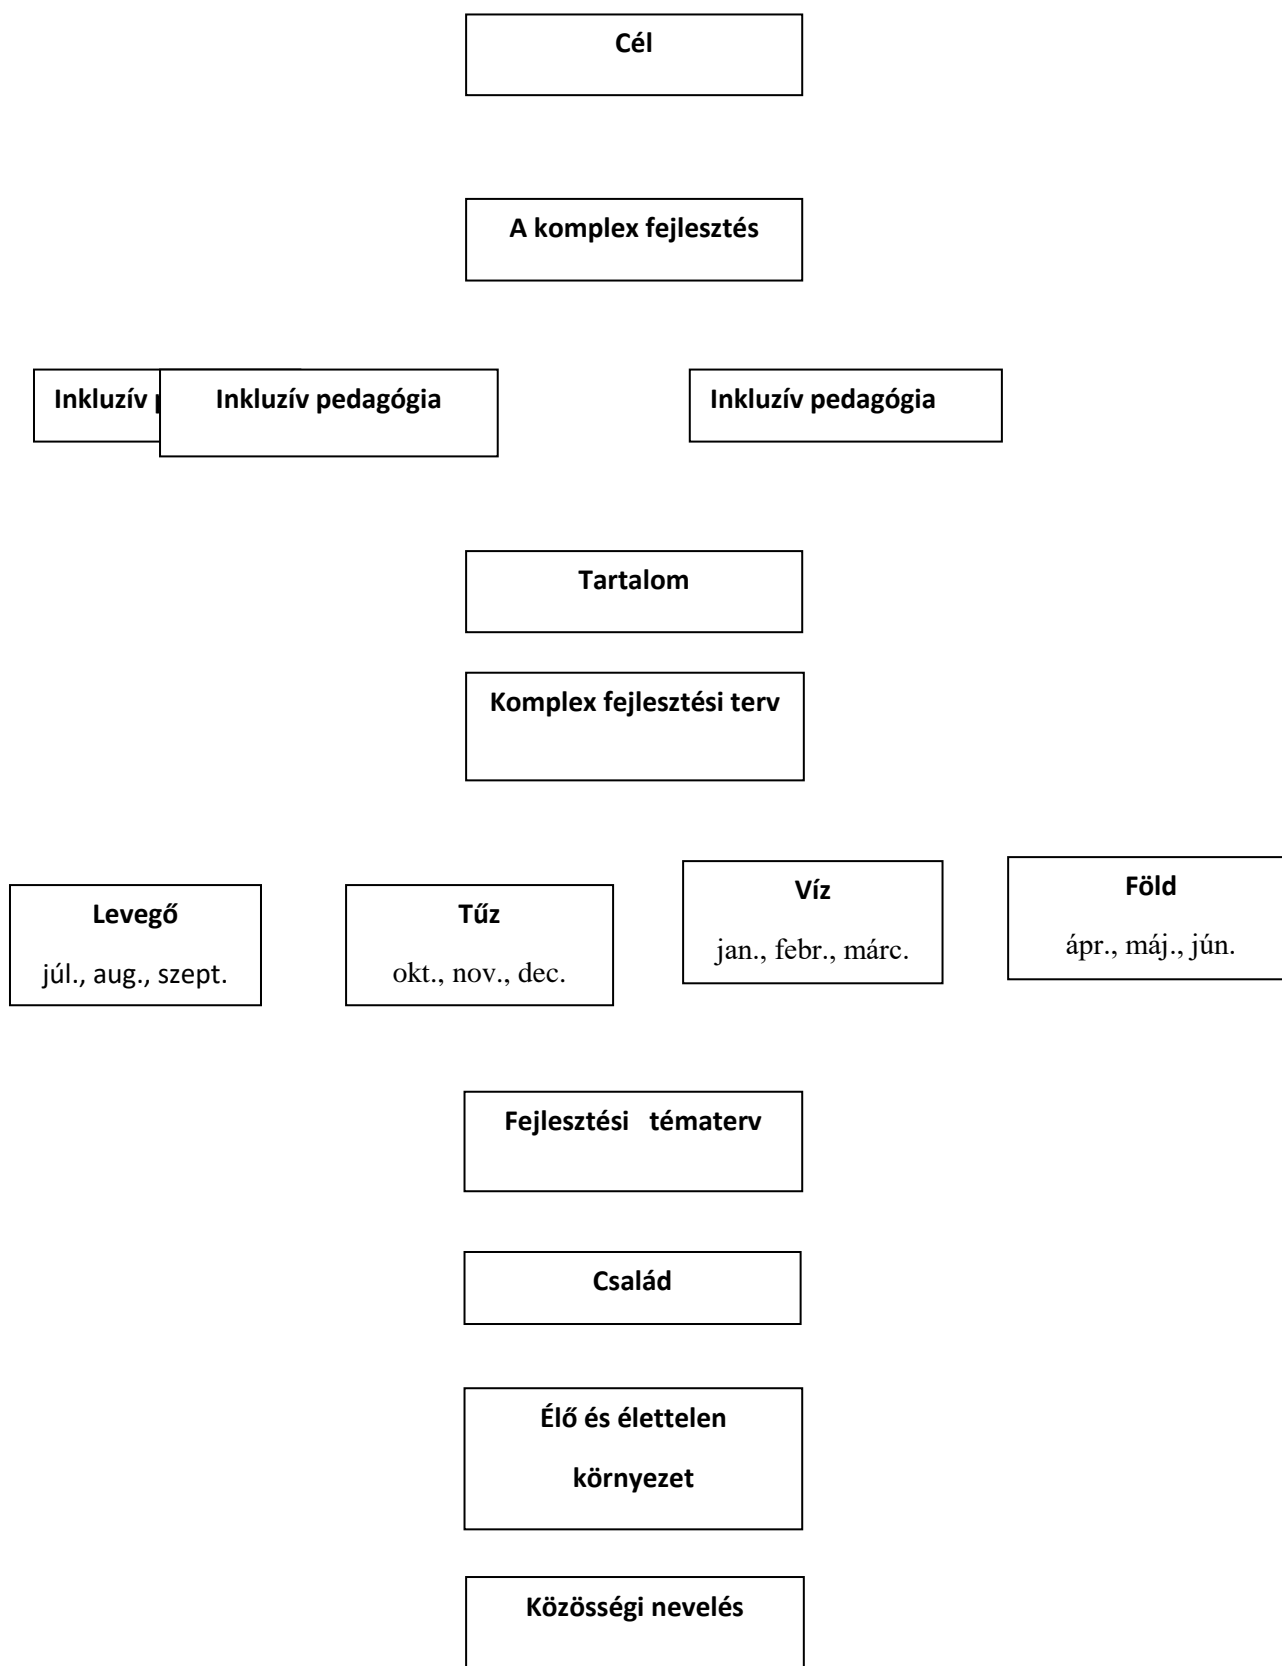 Cél
A komplex fejlesztés
Inkluzív
Inkluzív pedagógia
Inkluzív pedagógia
Tartalom
Komplex fejlesztési terv
Levegő
júl., aug., szept.
Tűz
okt., nov., dec.
Víz
jan., febr., márc.
Föld
ápr., máj., jún.
Fejlesztési tématerv
Család
Élő és élettelen
környezet
Közösségi nevelés